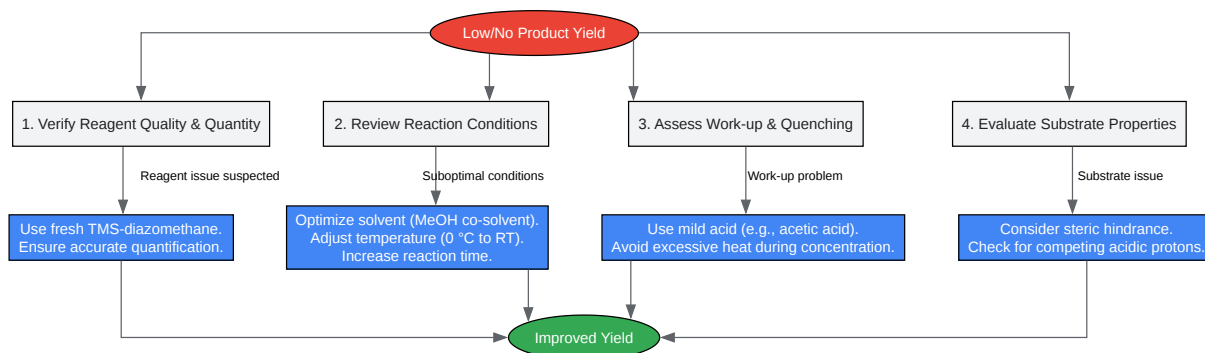 Low/No Product Yield
1. Verify Reagent Quality & Quantity
2. Review Reaction Conditions
3. Assess Work-up & Quenching
4. Evaluate Substrate Properties
Reagent issue suspected
Suboptimal conditions
Work-up problem
Substrate issue
Use fresh TMS-diazomethane.
Ensure accurate quantification.
Optimize solvent (MeOH co-solvent).
Adjust temperature (0 °C to RT).
Increase reaction time.
Use mild acid (e.g., acetic acid).
Avoid excessive heat during concentration.
Consider steric hindrance.
Check for competing acidic protons.
Improved Yield